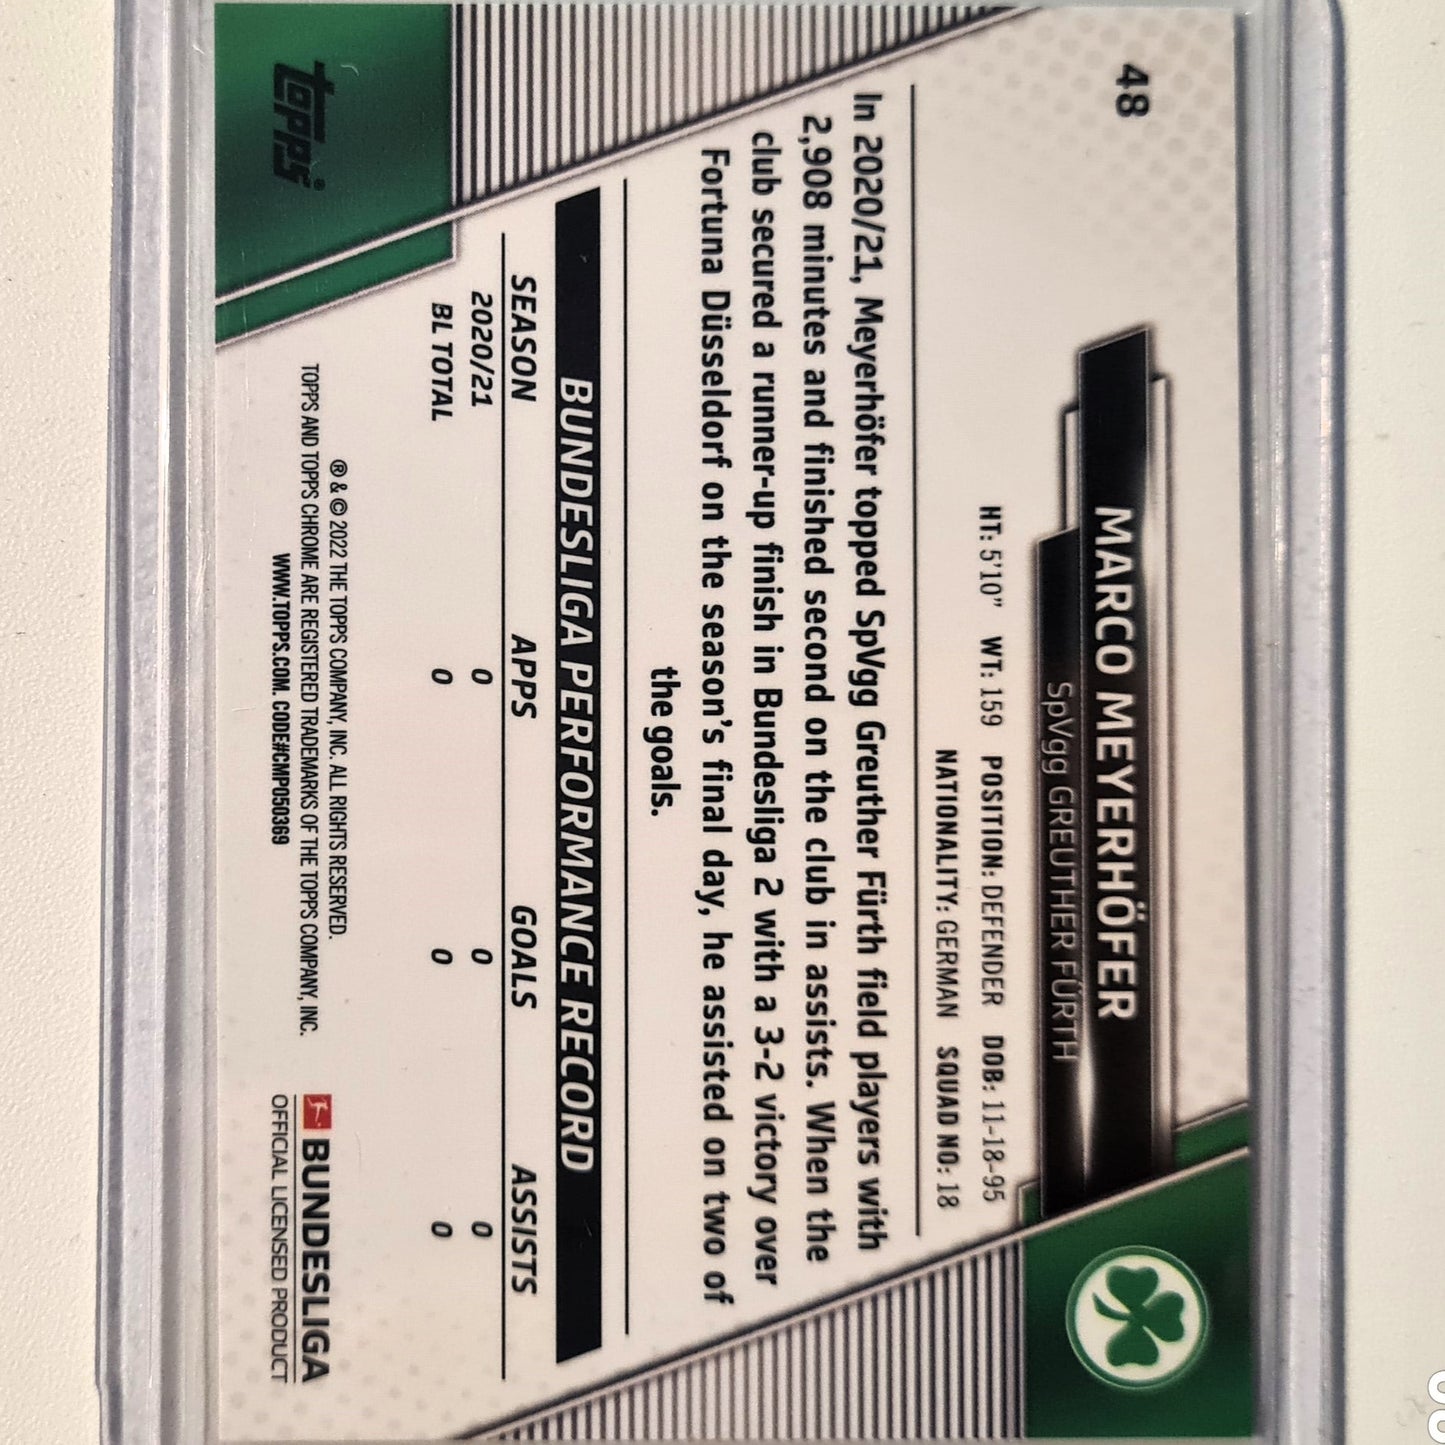 48
MARCO MEYERHÖFER
SpVgg GREUTHER FÜRTH
HT: 5'10" WT: 159 POSITION: DEFENDER DOB: 11-18-95
NATIONALITY: GERMAN SQUAD NO: 18
In 2020/21, Meyerhöfer topped SpVgg Greuther Fürth field players with
2,908 minutes and finished second on the club in assists. When the
club secured a runner-up finish in Bundesliga 2 with a 3-2 victory over
Fortuna Düsseldorf on the season's final day, he assisted on two of
the goals.
BUNDESLIGA PERFORMANCE RECORD
SEASON APPS GOALS ASSISTS
2020/21 0 0 0
BL TOTAL 0 0 0
topps®
® & © 2022 THE TOPPS COMPANY, INC. ALL RIGHTS RESERVED.
TOPPS AND TOPPS CHROME ARE REGISTERED TRADEMARKS OF THE TOPPS COMPANY, INC.
WWW.TOPPS.COM. CODE#CMP050369
BUNDESLIGA
OFFICIAL LICENSED PRODUCT